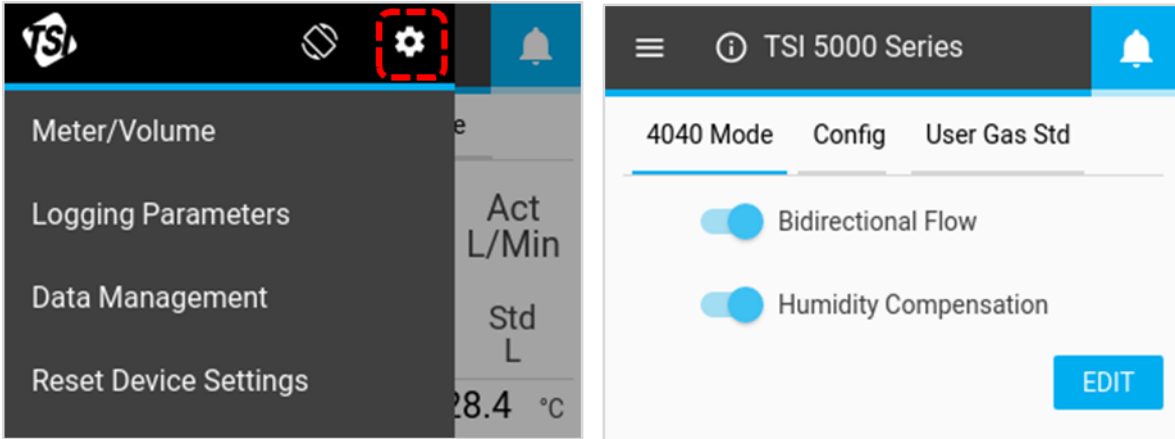 TSI
Meter/Volume
Logging Parameters
Data Management
Reset Device Settings
e
Act
L/Min
Std
L
28.4 °C
TSI 5000 Series
4040 Mode Config User Gas Std
Bidirectional Flow
Humidity Compensation
EDIT